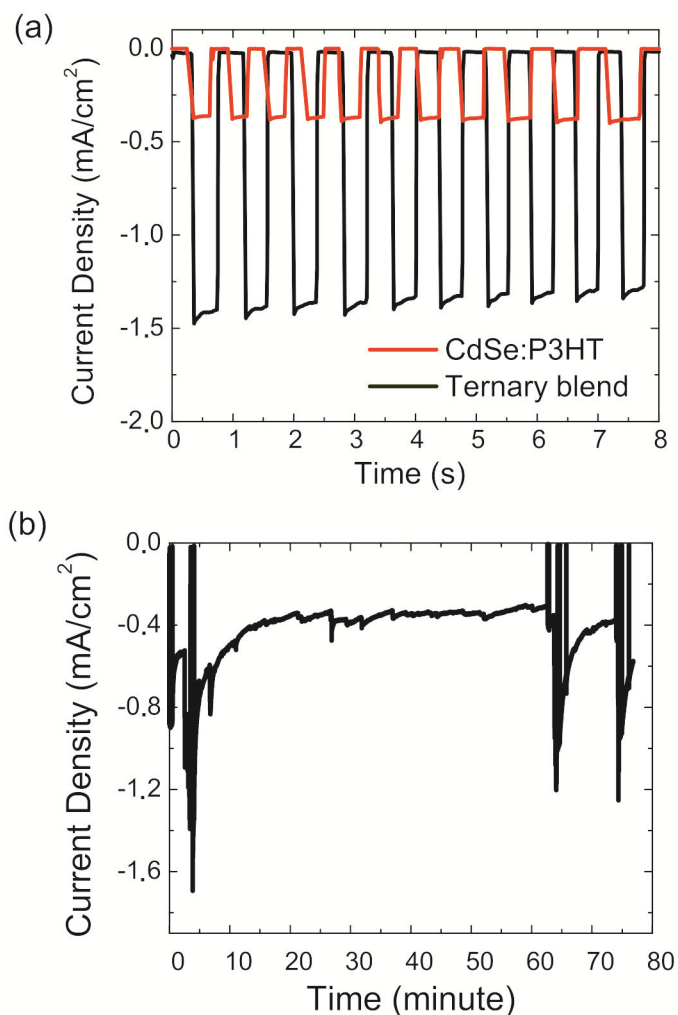 (a)
0.0
-0.5
-1.0
-1.5
-2.0
Current Density (mA/cm²)
CdSe:P3HT
Ternary blend
0 1 2 3 4 5 6 7 8
Time (s)
(b)
0.0
-0.4
-0.8
-1.2
-1.6
Current Density (mA/cm²)
0 10 20 30 40 50 60 70 80
Time (minute)